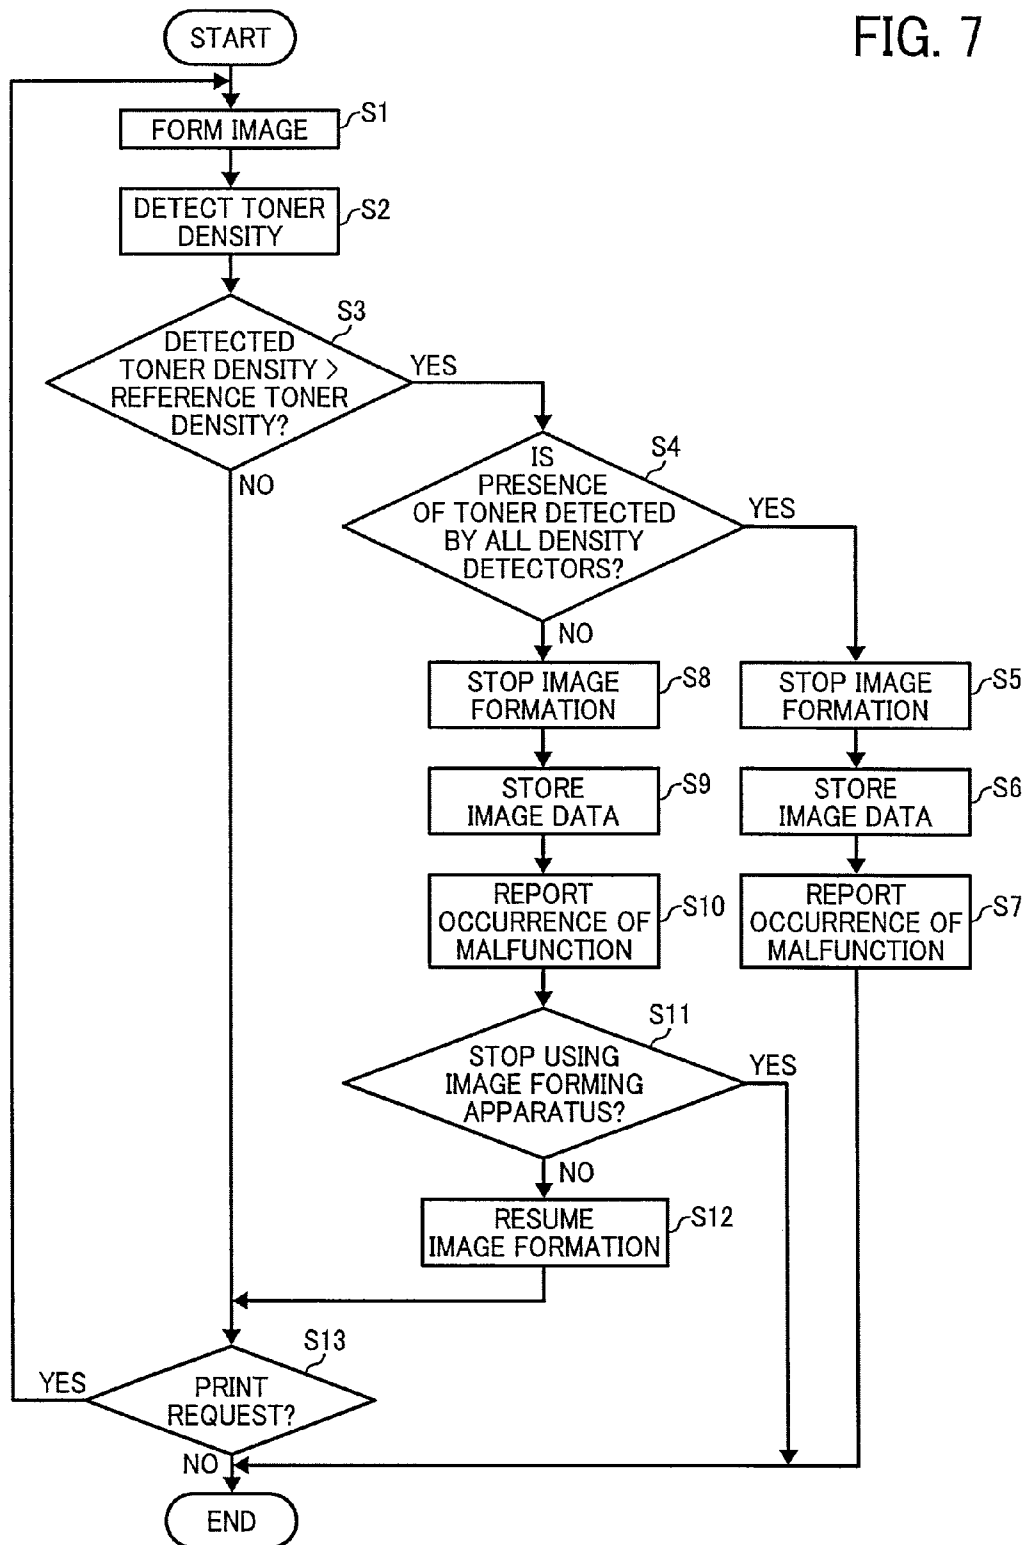 FIG. 7
START
FORM IMAGE
S1
DETECT TONER
DENSITY
S2
S3
DETECTED
TONER DENSITY >
REFERENCE TONER
DENSITY?
YES
NO
S4
IS
PRESENCE
OF TONER DETECTED
BY ALL DENSITY
DETECTORS?
YES
NO
STOP IMAGE
FORMATION
S8
STOP IMAGE
FORMATION
S5
STORE
IMAGE DATA
S9
STORE
IMAGE DATA
S6
REPORT
OCCURRENCE OF
MALFUNCTION
S10
REPORT
OCCURRENCE OF
MALFUNCTION
S7
S11
STOP USING
IMAGE FORMING
APPARATUS?
YES
NO
RESUME
IMAGE FORMATION
S12
S13
YES
PRINT
REQUEST?
NO
END